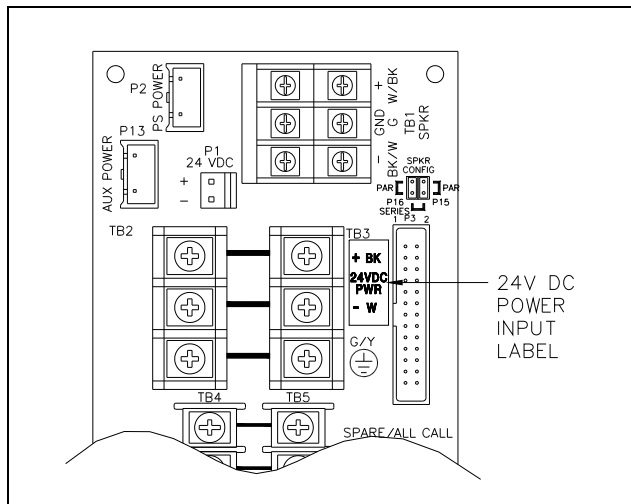 P2
PS POWER
P13
AUX POWER
P1
24 VDC
+
-
+
GND
-
W/BK
G
BK/W
TB1
SPKR
SPKR
CONFIG
PAR
PAR
P16
P15
SERIES
P3
1
2
TB2
TB3
+ BK
24VDC
PWR
- W
G/Y
24V DC
POWER
INPUT
LABEL
TB4
TB5
SPARE/ALL CALL